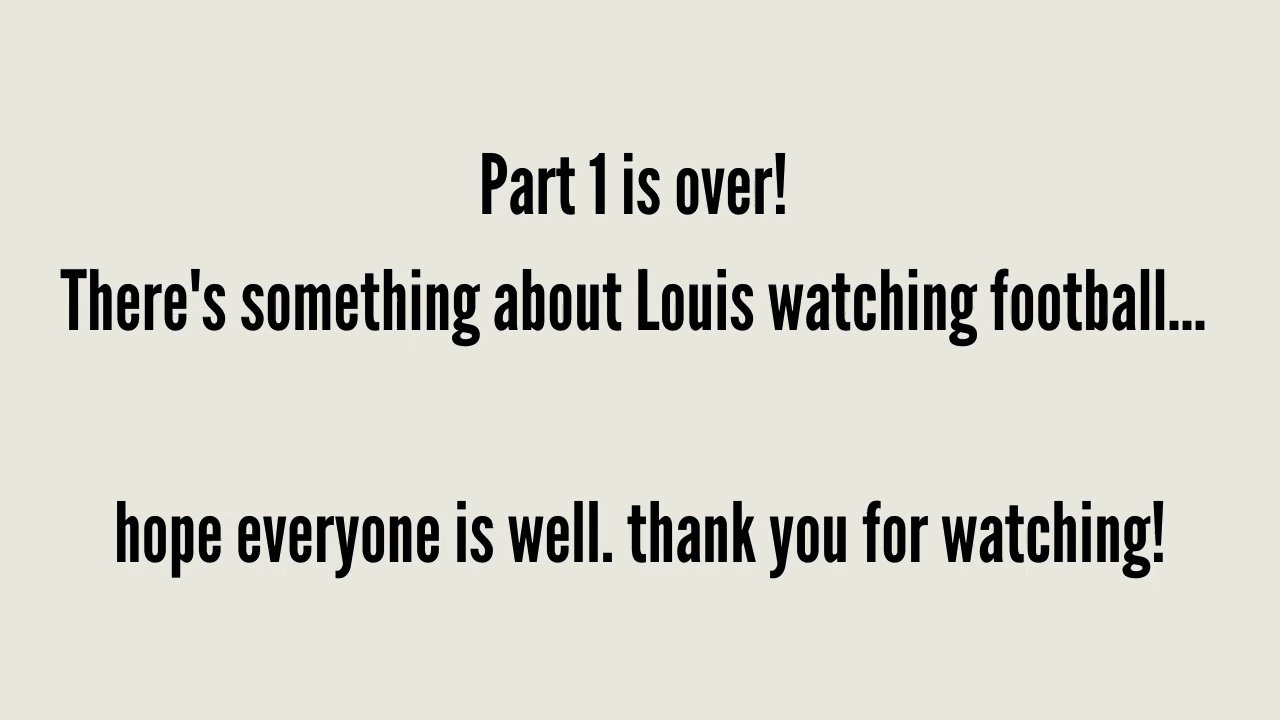 Part 1 is over!
There's something about Louis watching football...
hope everyone is well. thank you for watching!